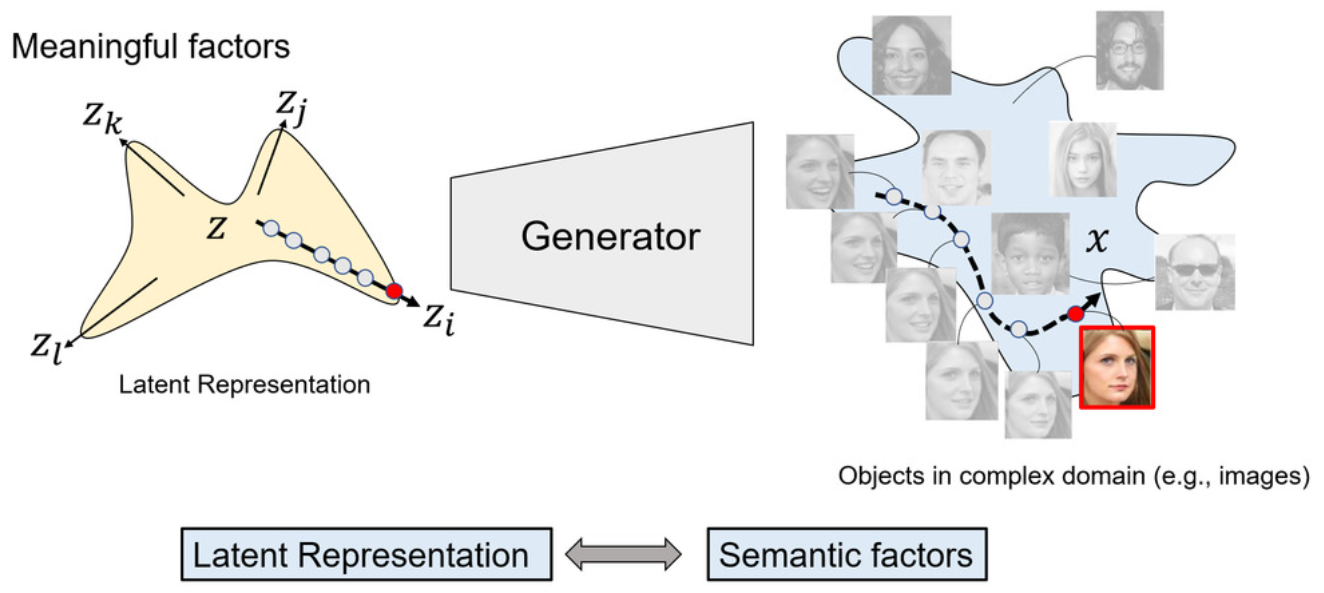 Meaningful factors
z_k
z_j
z
z_i
z_l
Latent Representation
Generator
x
Objects in complex domain (e.g., images)
Latent Representation
Semantic factors